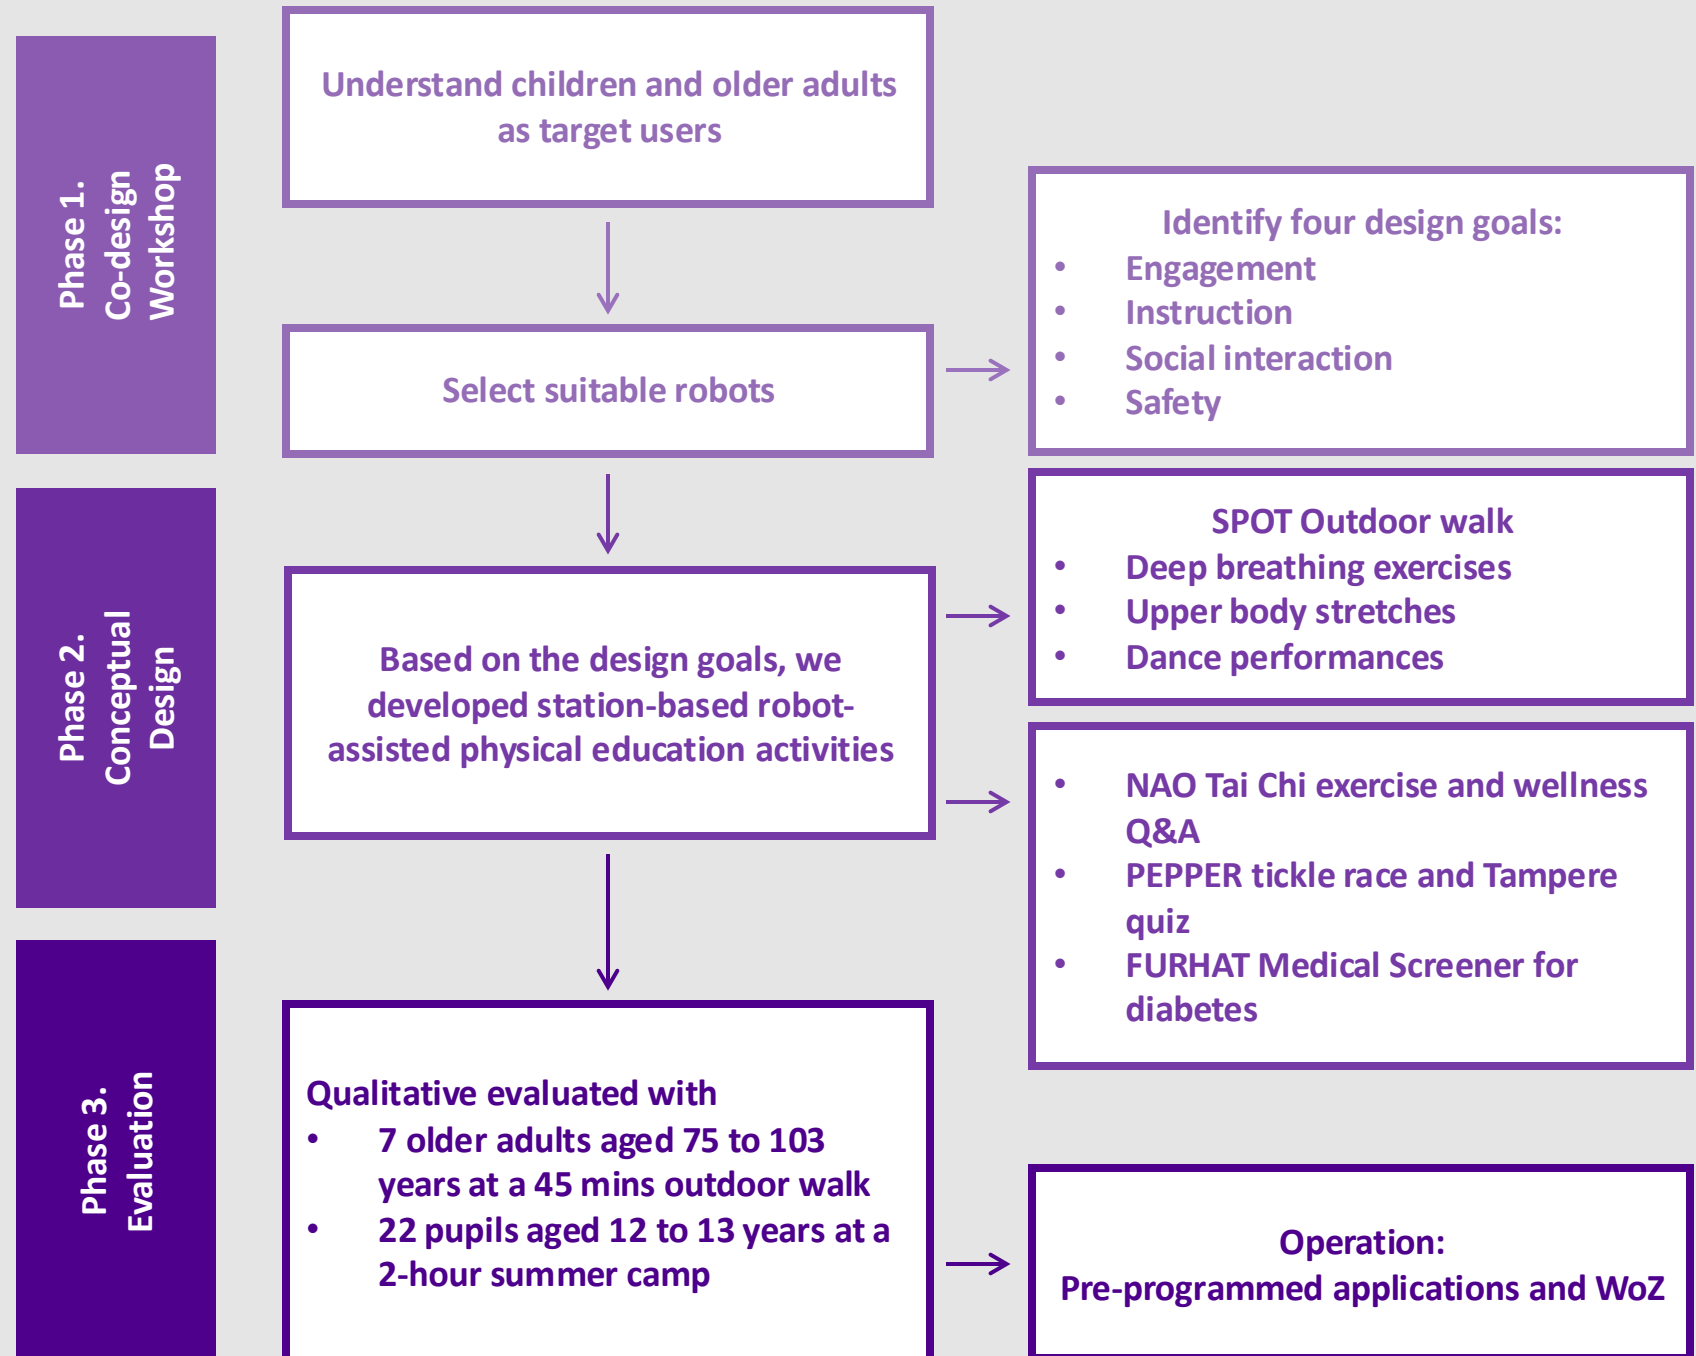 Phase 1.
Co-design
Workshop
Understand children and older adults
as target users
Select suitable robots
Identify four design goals:
• Engagement
• Instruction
• Social interaction
• Safety
Phase 2.
Conceptual
Design
Based on the design goals, we
developed station-based robot-
assisted physical education activities
SPOT Outdoor walk
• Deep breathing exercises
• Upper body stretches
• Dance performances
• NAO Tai Chi exercise and wellness
Q&A
• PEPPER tickle race and Tampere
quiz
• FURHAT Medical Screener for
diabetes
Phase 3.
Evaluation
Qualitative evaluated with
• 7 older adults aged 75 to 103
years at a 45 mins outdoor walk
• 22 pupils aged 12 to 13 years at a
2-hour summer camp
Operation:
Pre-programmed applications and WoZ